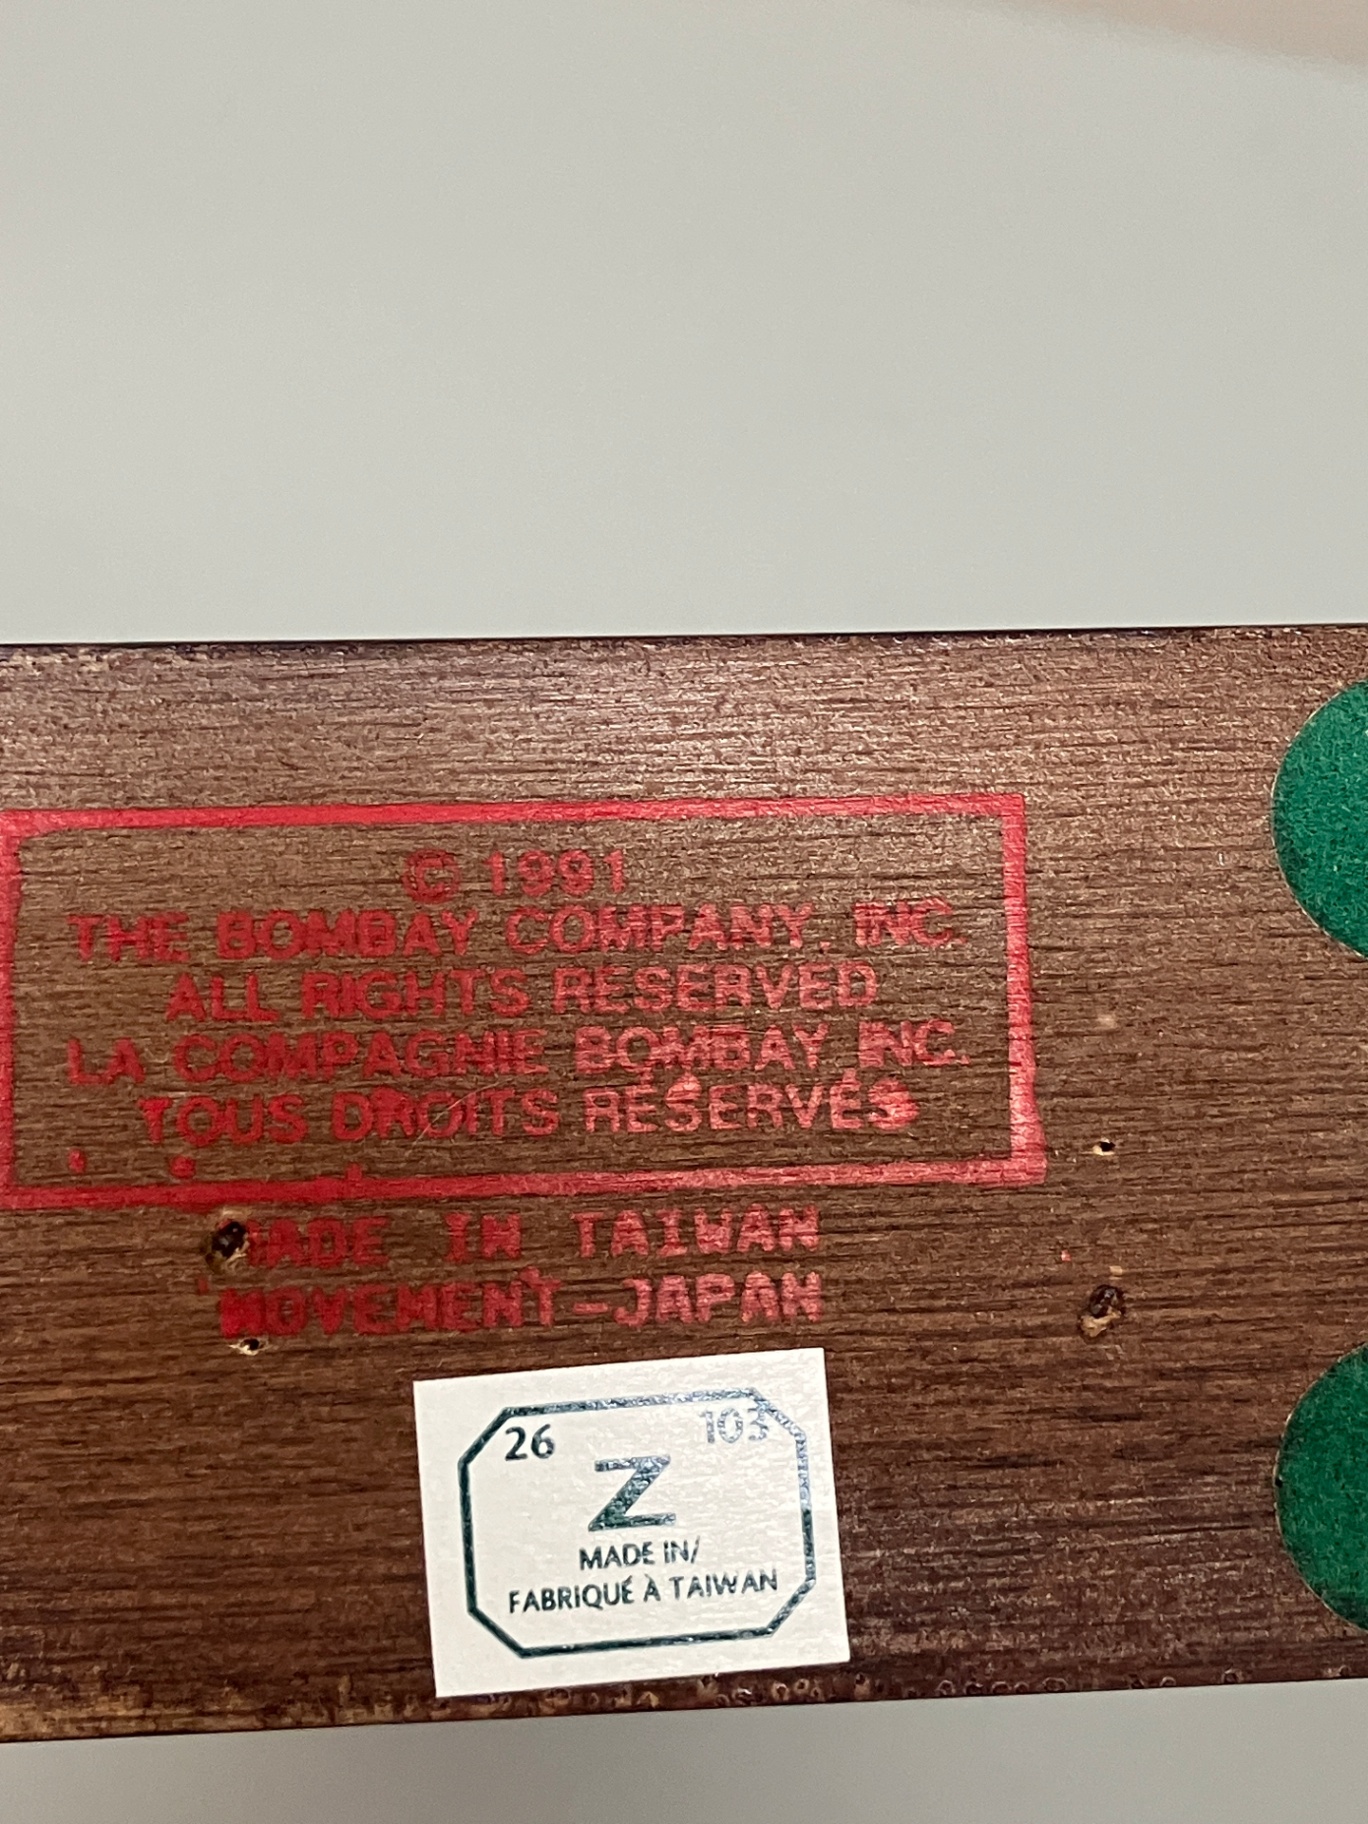 © 1991
THE BOMBAY COMPANY, INC.
ALL RIGHTS RESERVED
LA COMPAGNIE BOMBAY INC.
TOUS DROITS RÉSERVÉS
MADE IN TAIWAN
MOVEMENT-JAPAN
26 103
Z
MADE IN/
FABRIQUÉ À TAIWAN